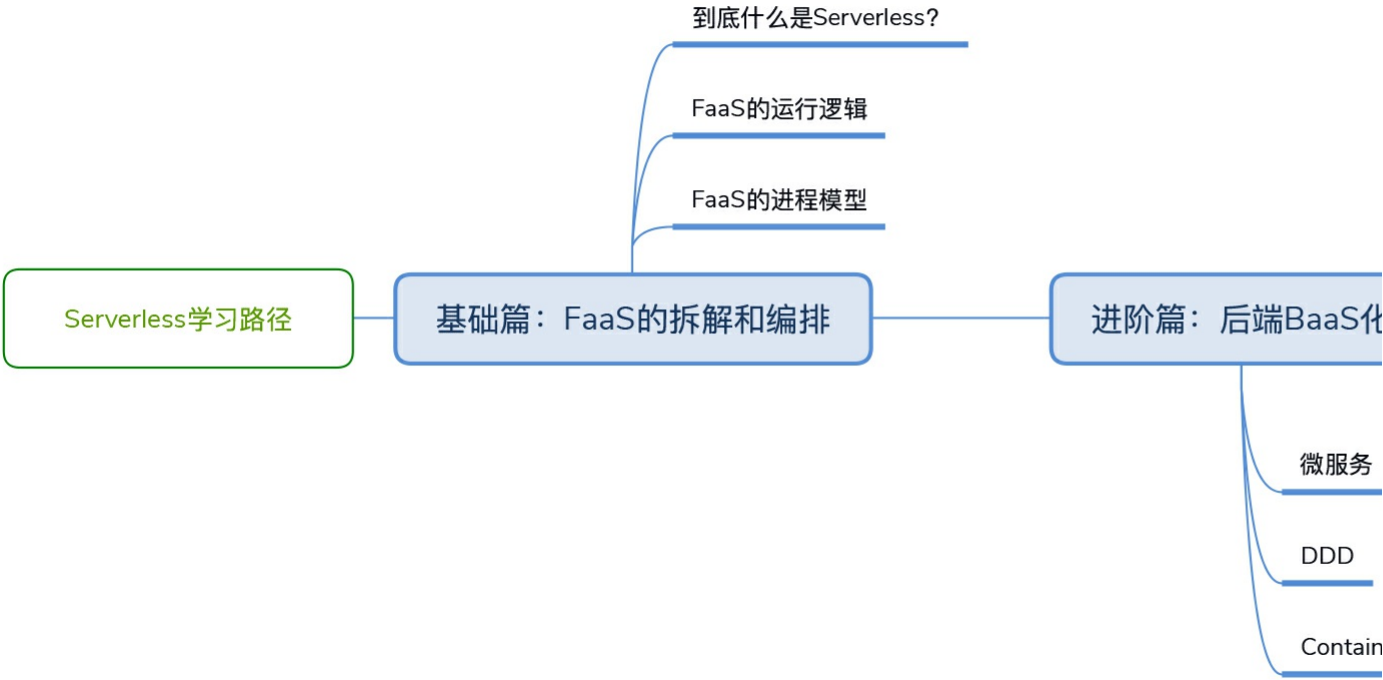 到底什么是Serverless？
FaaS的运行逻辑
FaaS的进程模型
Serverless学习路径
基础篇：FaaS的拆解和编排
进阶篇：后端BaaS化
微服务
DDD